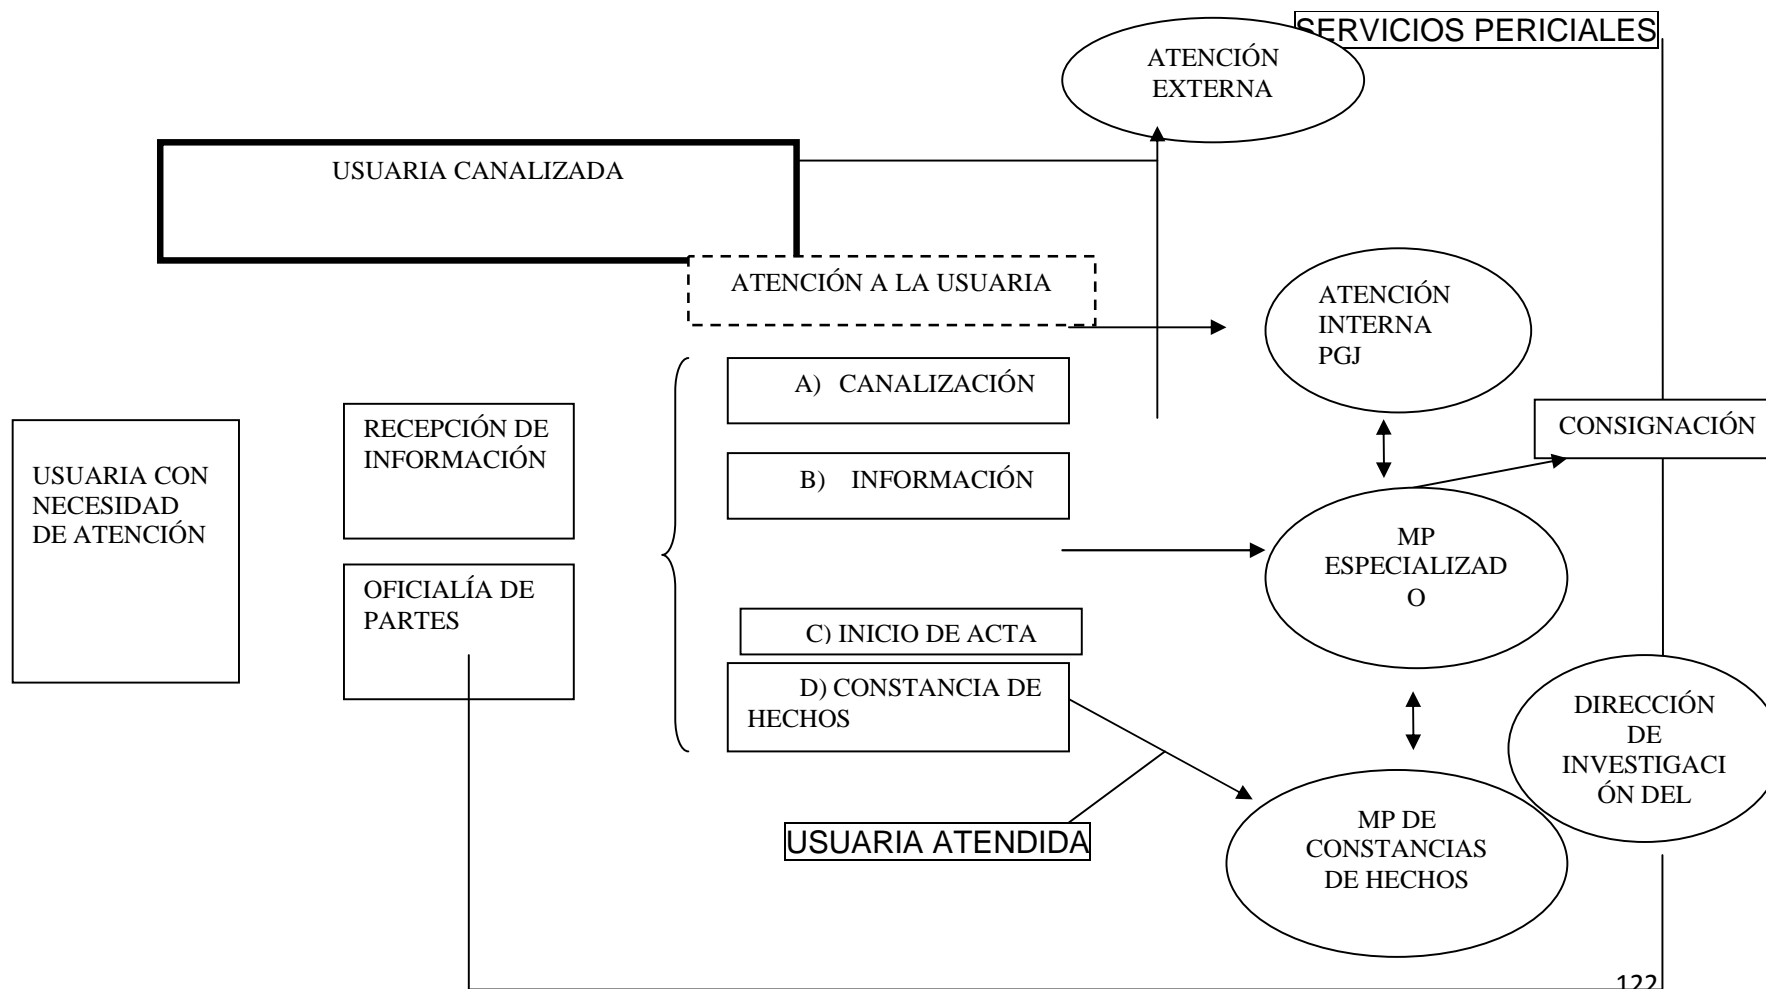 SERVICIOS PERICIALES
ATENCIÓN
EXTERNA
USUARIA CANALIZADA
ATENCIÓN A LA USUARIA
ATENCIÓN
INTERNA
PGJ
A) CANALIZACIÓN
CONSIGNACIÓN
RECEPCIÓN DE
INFORMACIÓN
USUARIA CON
NECESIDAD
DE ATENCIÓN
B) INFORMACIÓN
MP
ESPECIALIZAD
O
OFICIALÍA DE
PARTES
C) INICIO DE ACTA
D) CONSTANCIA DE
HECHOS
DIRECCIÓN
DE
INVESTIGACI
ÓN DEL
USUARIA ATENDIDA
MP DE
CONSTANCIAS
DE HECHOS
122